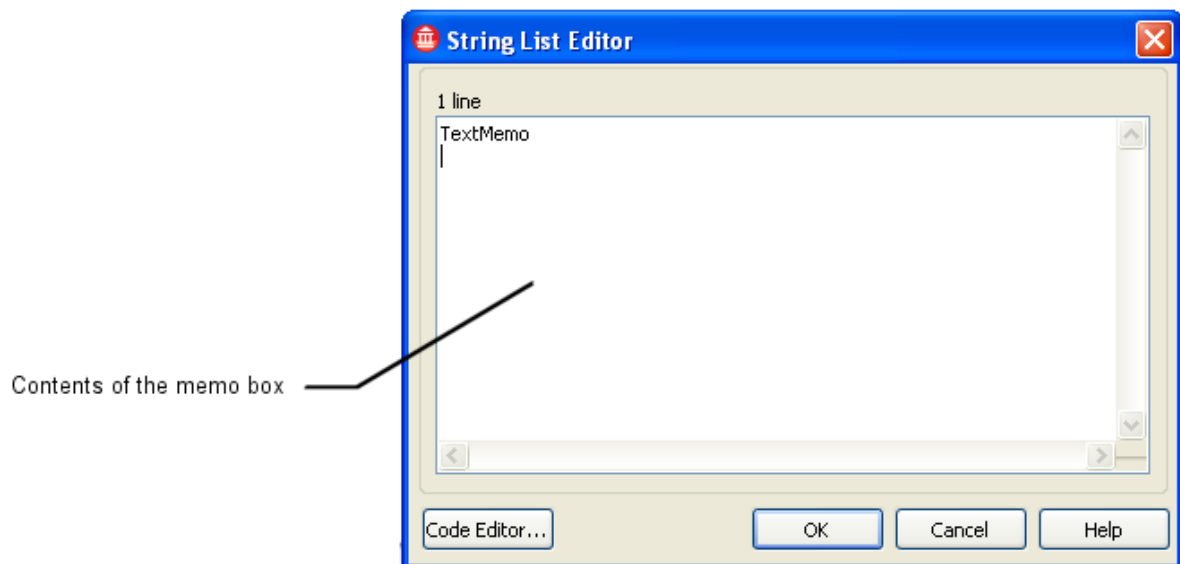 String List Editor
1 line
TextMemo
Contents of the memo box
Code Editor...
OK
Cancel
Help